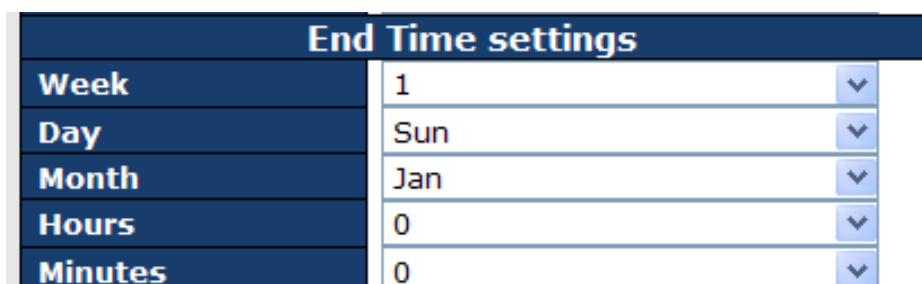 End Time settings
Week 1
Day Sun
Month Jan
Hours 0
Minutes 0